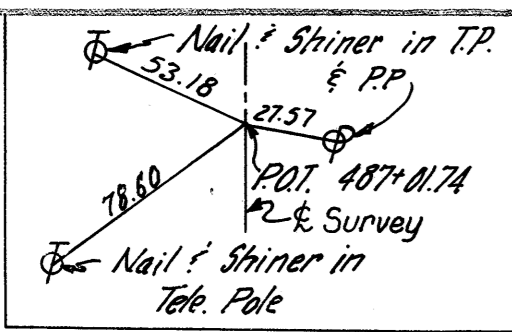 Nail & Shiner in T.P.
& P.P.
53.18
27.57
P.O.T. 487+01.74
78.60
℄ Survey
Nail & Shiner in
Tele. Pole